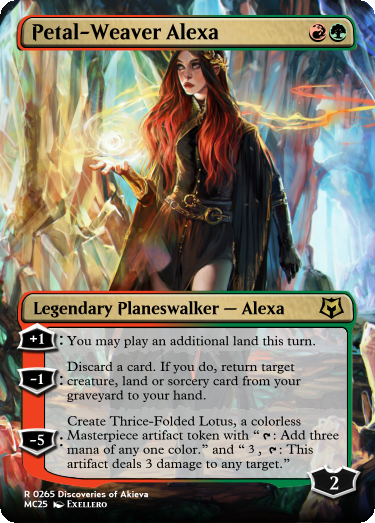 Petal-Weaver Alexa
Legendary Planeswalker — Alexa
+1: You may play an additional land this turn.
-1: Discard a card. If you do, return target
creature, land or sorcery card from your
graveyard to your hand.
Create Thrice-Folded Lotus, a colorless
-5: Masterpiece artifact token with “ : Add three
mana of any one color.” and “ 3 , : This
artifact deals 3 damage to any target.”
2
R 0265 Discoveries of Akieva
MC25 Exellero